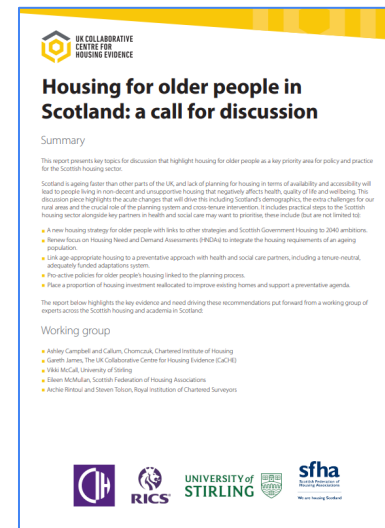 UK COLLABORATIVE
CENTRE FOR
HOUSING EVIDENCE
Housing for older people in
Scotland: a call for discussion
Summary
This report presents key topics for discussion that highlight housing for older people as a key priority area for policy and practice
for the Scottish housing sector.
Scotland is ageing faster than other parts of the UK, and lack of planning for housing in terms of availability and accessibility will
lead to people living in non-decent and unsupportive housing that negatively affects health, quality of life and wellbeing. This
discussion piece highlights the acute changes that will drive this including Scotland's demographics, the extra challenges for our
rural areas and the crucial role of the planning system and cross-tenure intervention. It includes practical steps to the Scottish
housing sector alongside key partners in health and social care may want to prioritise, these include (but are not limited to):
A new housing strategy for older people with links to other strategies and Scottish Government Housing to 2040 ambitions.
Renew focus on Housing Need and Demand Assessments (HNDAs) to integrate the housing requirements of an ageing
population.
Link age appropriate housing to a preventative approach with health and social care partners, including a tenure-neutral,
adequately funded adaptations system.
Pro-active policies for older people's housing linked to the planning process.
Place a proportion of housing investment reallocated to improve existing homes and support a preventative agenda.
The report below highlights the key evidence and need driving these recommendations put forward from a working group of
experts across the Scottish housing and academia in Scotland:
Working group
Ashley Campbell and Callum, Chomczuk, Chartered Institute of Housing
Gareth James, The UK Collaborative Centre for Housing Evidence (CaCHE)
Vikki McCall, University of Stirling
Eileen McMullan, Scottish Federation of Housing Associations
Archie Rintoul and Steven Tolson, Royal Institution of Chartered Surveyors
CIH
RICS
UNIVERSITY of
STIRLING
sfha
Scottish Federation of
Housing Associations
We are housing Scotland